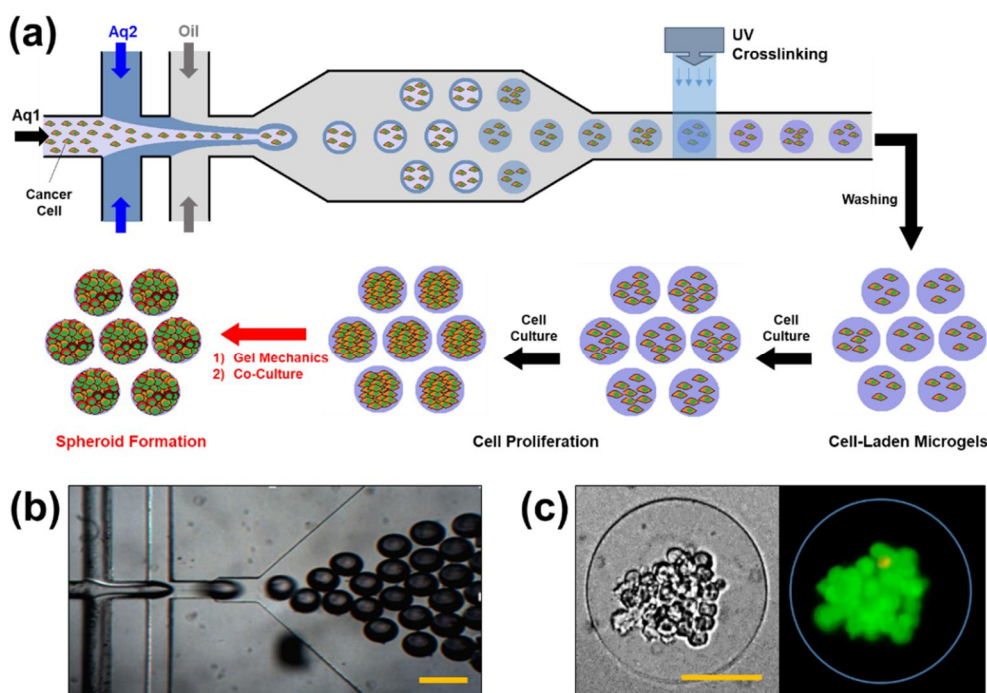 (a)
Aq2
Oil
UV
Crosslinking
Aq1
Cancer
Cell
Washing
Cell
Culture
Cell
Culture
1) Gel Mechanics
2) Co-Culture
Spheroid Formation
Cell Proliferation
Cell-Laden Microgels
(b)
(c)